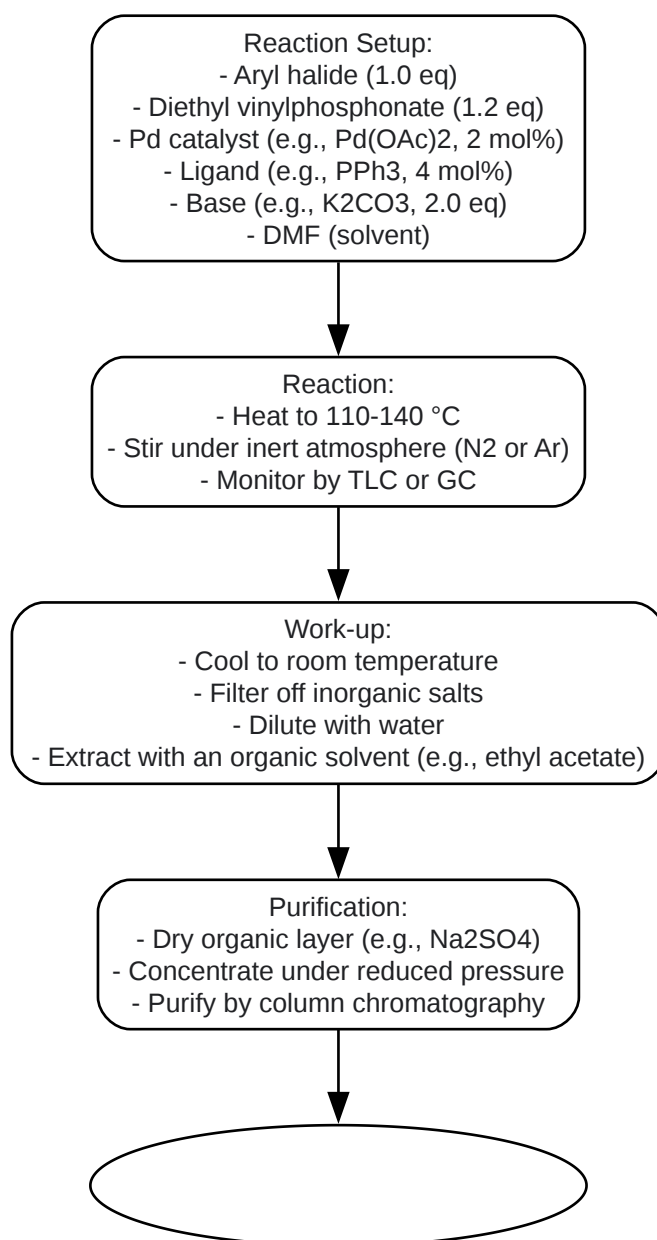 Reaction Setup:
- Aryl halide (1.0 eq)
- Diethyl vinylphosphonate (1.2 eq)
- Pd catalyst (e.g., Pd(OAc)2, 2 mol%)
- Ligand (e.g., PPh3, 4 mol%)
- Base (e.g., K2CO3, 2.0 eq)
- DMF (solvent)
Reaction:
- Heat to 110-140 °C
- Stir under inert atmosphere (N2 or Ar)
- Monitor by TLC or GC
Work-up:
- Cool to room temperature
- Filter off inorganic salts
- Dilute with water
- Extract with an organic solvent (e.g., ethyl acetate)
Purification:
- Dry organic layer (e.g., Na2SO4)
- Concentrate under reduced pressure
- Purify by column chromatography